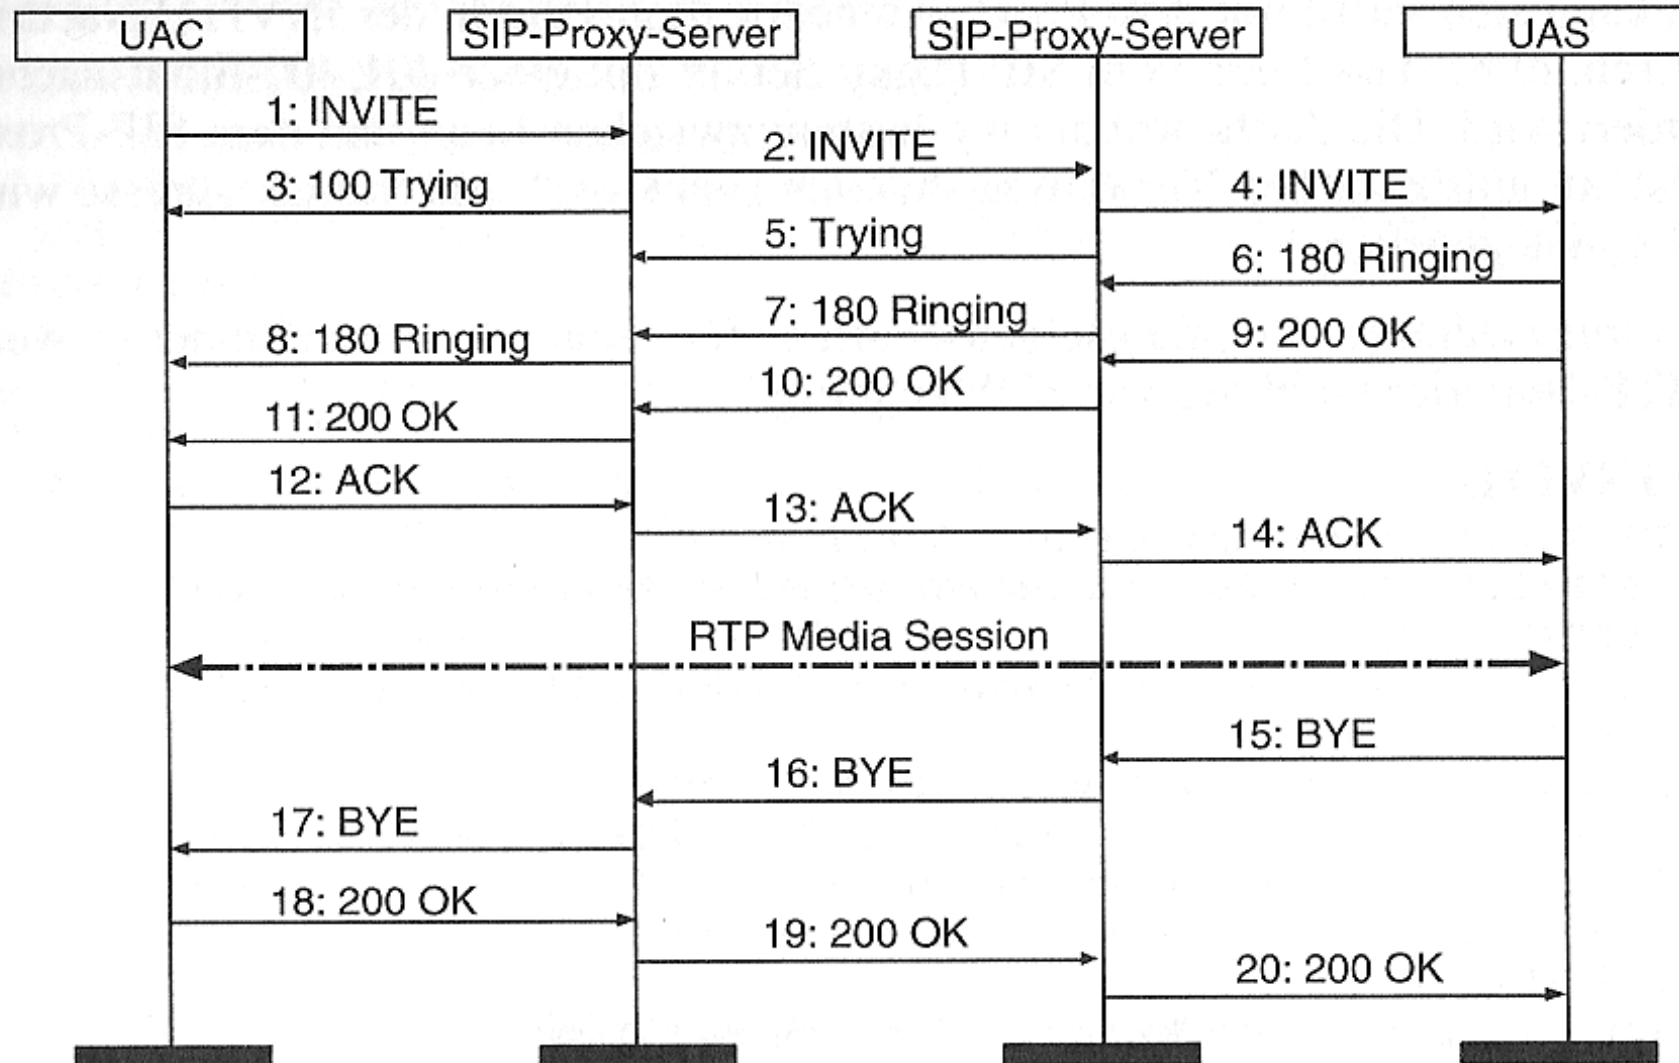 UAC
SIP-Proxy-Server
SIP-Proxy-Server
UAS
1: INVITE
2: INVITE
3: 100 Trying
4: INVITE
5: Trying
6: 180 Ringing
7: 180 Ringing
8: 180 Ringing
9: 200 OK
10: 200 OK
11: 200 OK
12: ACK
13: ACK
14: ACK
RTP Media Session
15: BYE
16: BYE
17: BYE
18: 200 OK
19: 200 OK
20: 200 OK